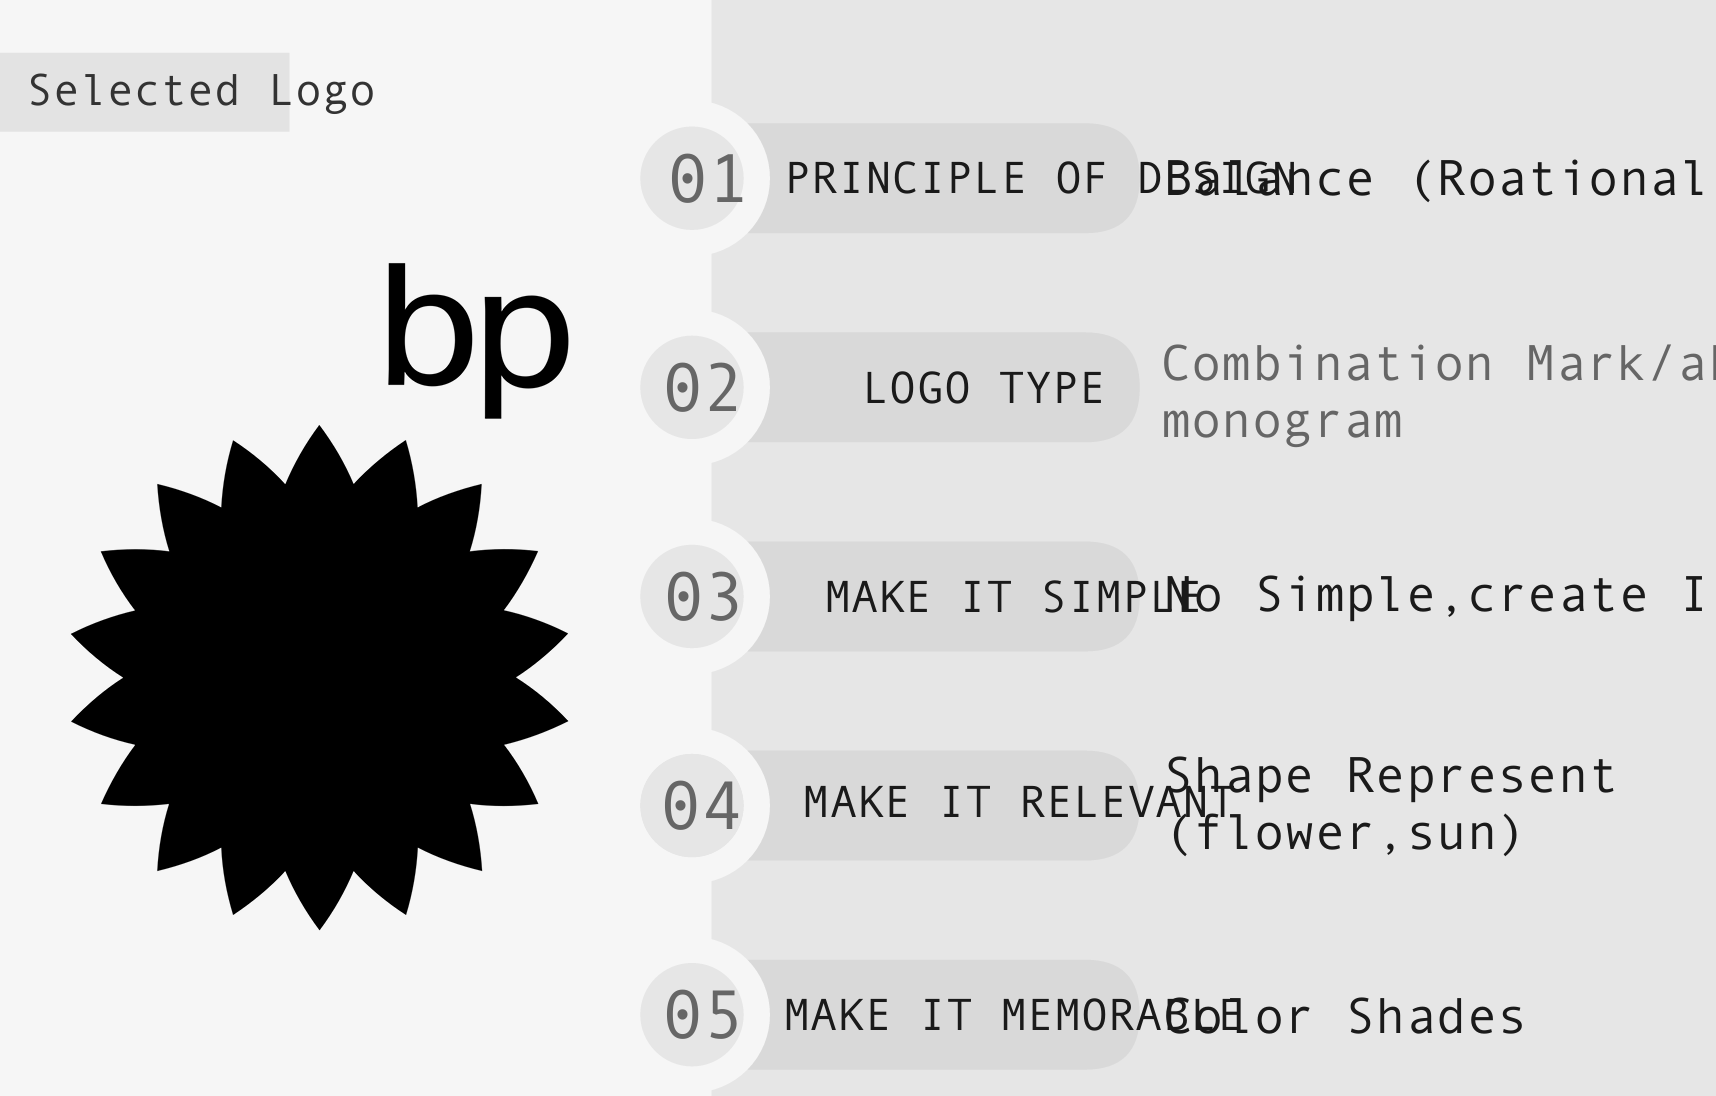 Selected Logo
bp
01
PRINCIPLE OF DESIGN
Balance (Roational
02
LOGO TYPE
Combination Mark/
monogram
03
MAKE IT SIMPLE
No Simple,create I
04
MAKE IT RELEVANT
Shape Represent
(flower,sun)
05
MAKE IT MEMORABLE
Color Shades